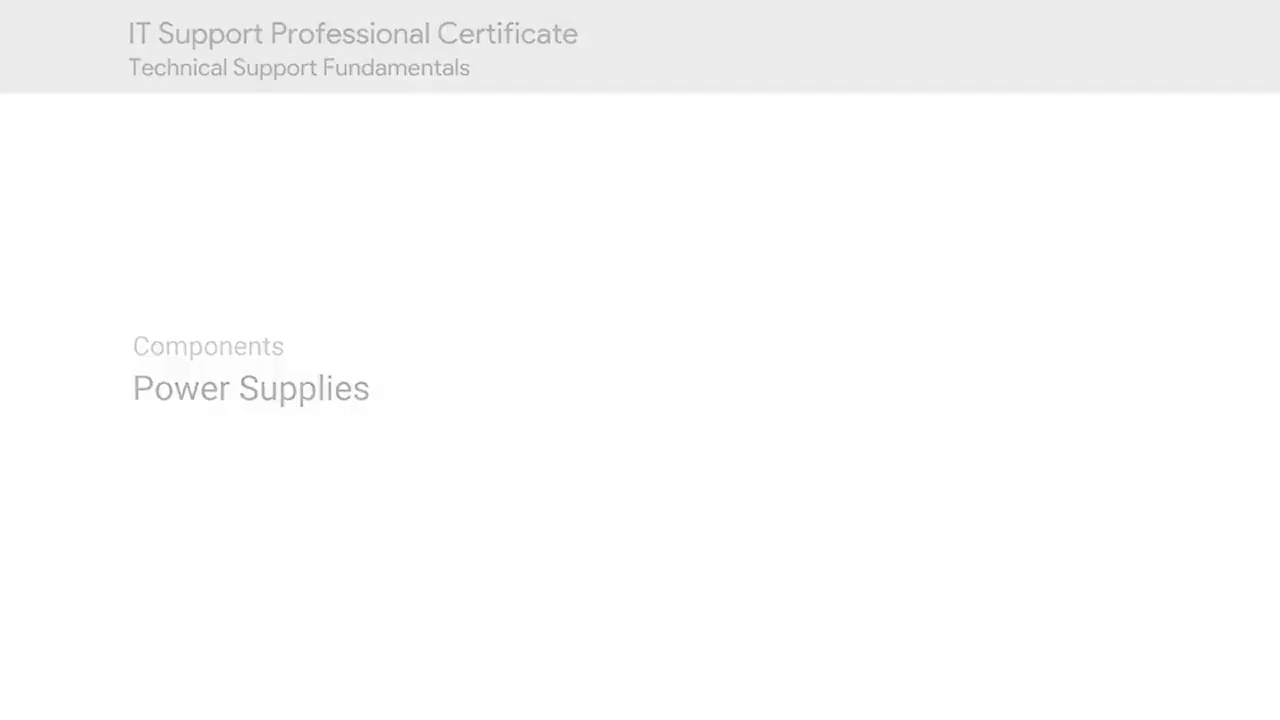 IT Support Professional Certificate
Technical Support Fundamentals
Components
Power Supplies